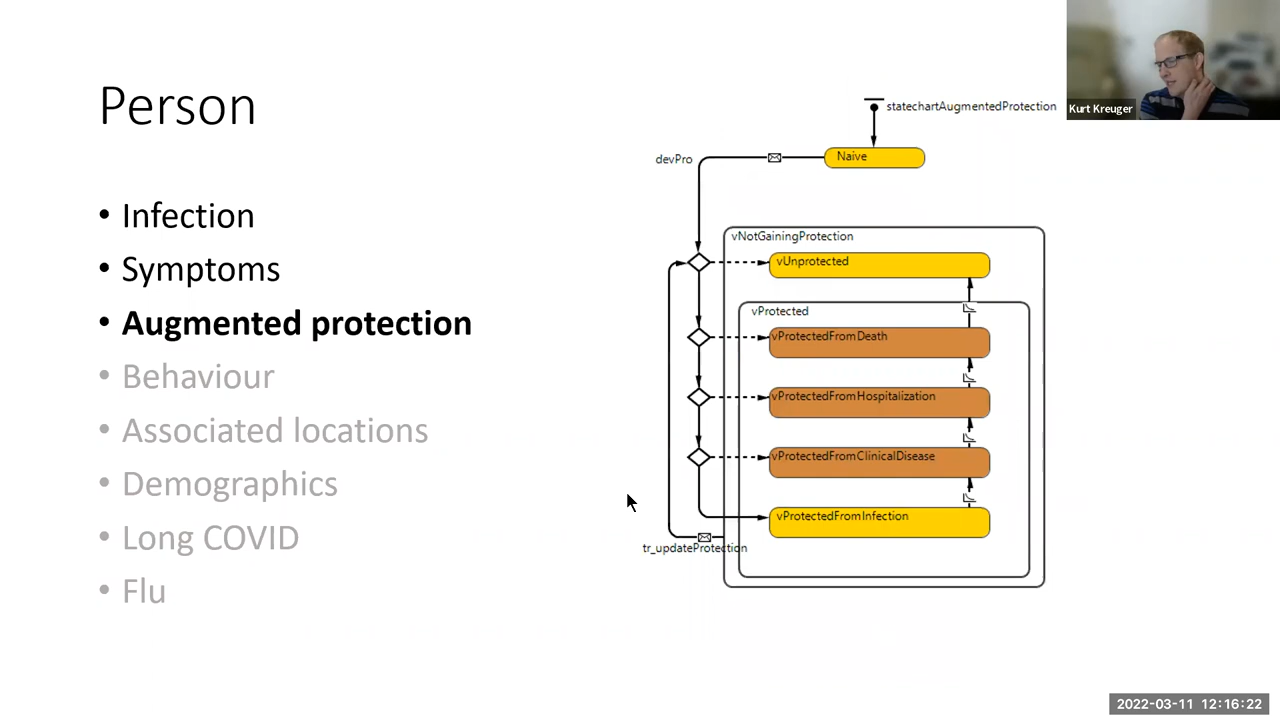 Person
• Infection
• Symptoms
• Augmented protection
• Behaviour
• Associated locations
• Demographics
• Long COVID
• Flu
statechartAugmentedProtection
Naive
devPro
vNotGainingProtection
vUnprotected
vProtected
vProtectedFromDeath
vProtectedFromHospitalization
vProtectedFromClinicalDisease
vProtectedFromInfection
tr_updateProtection
Kurt Kreuger
2022-03-11 12:16:22